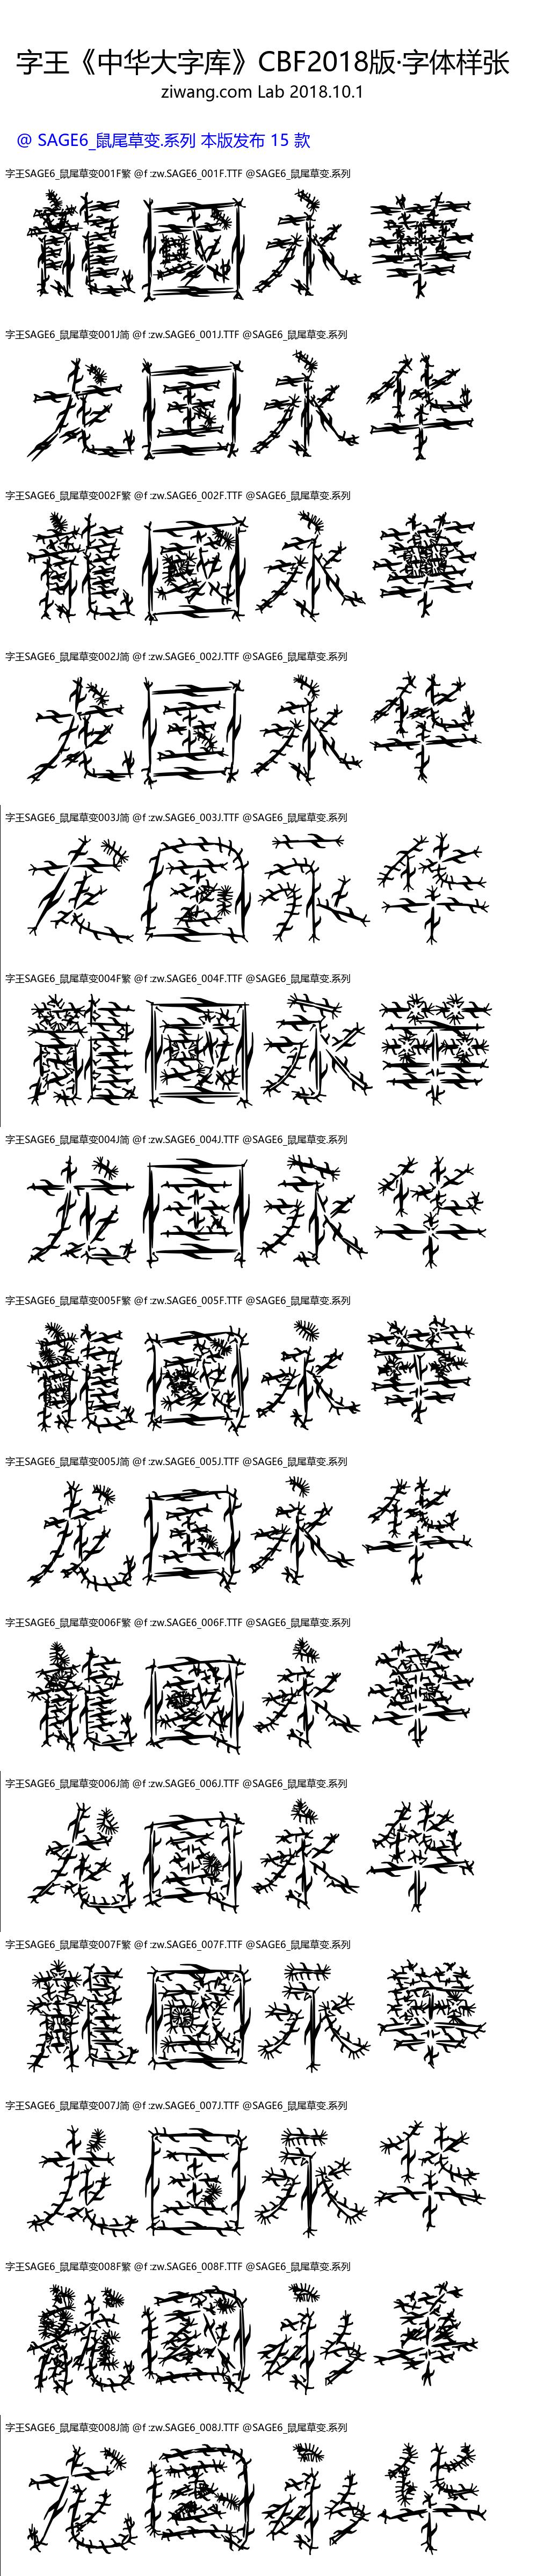 字王《中华大字库》CBF2018版·字体样张
ziwang.com Lab 2018.10.1
@ SAGE6_鼠尾草变.系列 本版发布 15 款
字王SAGE6_鼠尾草变001F繁 @f :zw.SAGE6_001F.TTF @SAGE6_鼠尾草变.系列
龍國永華
字王SAGE6_鼠尾草变001J简 @f :zw.SAGE6_001J.TTF @SAGE6_鼠尾草变.系列
龙国永华
字王SAGE6_鼠尾草变002F繁 @f :zw.SAGE6_002F.TTF @SAGE6_鼠尾草变.系列
龍國永華
字王SAGE6_鼠尾草变002J简 @f :zw.SAGE6_002J.TTF @SAGE6_鼠尾草变.系列
龙国永华
字王SAGE6_鼠尾草变003J简 @f :zw.SAGE6_003J.TTF @SAGE6_鼠尾草变.系列
龙国永华
字王SAGE6_鼠尾草变004F繁 @f :zw.SAGE6_004F.TTF @SAGE6_鼠尾草变.系列
龍國永華
字王SAGE6_鼠尾草变004J简 @f :zw.SAGE6_004J.TTF @SAGE6_鼠尾草变.系列
龙国永华
字王SAGE6_鼠尾草变005F繁 @f :zw.SAGE6_005F.TTF @SAGE6_鼠尾草变.系列
龍國永華
字王SAGE6_鼠尾草变005J简 @f :zw.SAGE6_005J.TTF @SAGE6_鼠尾草变.系列
龙国永华
字王SAGE6_鼠尾草变006F繁 @f :zw.SAGE6_006F.TTF @SAGE6_鼠尾草变.系列
龍國永華
字王SAGE6_鼠尾草变006J简 @f :zw.SAGE6_006J.TTF @SAGE6_鼠尾草变.系列
龙国永华
字王SAGE6_鼠尾草变007F繁 @f :zw.SAGE6_007F.TTF @SAGE6_鼠尾草变.系列
龍國永華
字王SAGE6_鼠尾草变007J简 @f :zw.SAGE6_007J.TTF @SAGE6_鼠尾草变.系列
龙国永华
字王SAGE6_鼠尾草变008F繁 @f :zw.SAGE6_008F.TTF @SAGE6_鼠尾草变.系列
龍國永華
字王SAGE6_鼠尾草变008J简 @f :zw.SAGE6_008J.TTF @SAGE6_鼠尾草变.系列
龙国永华